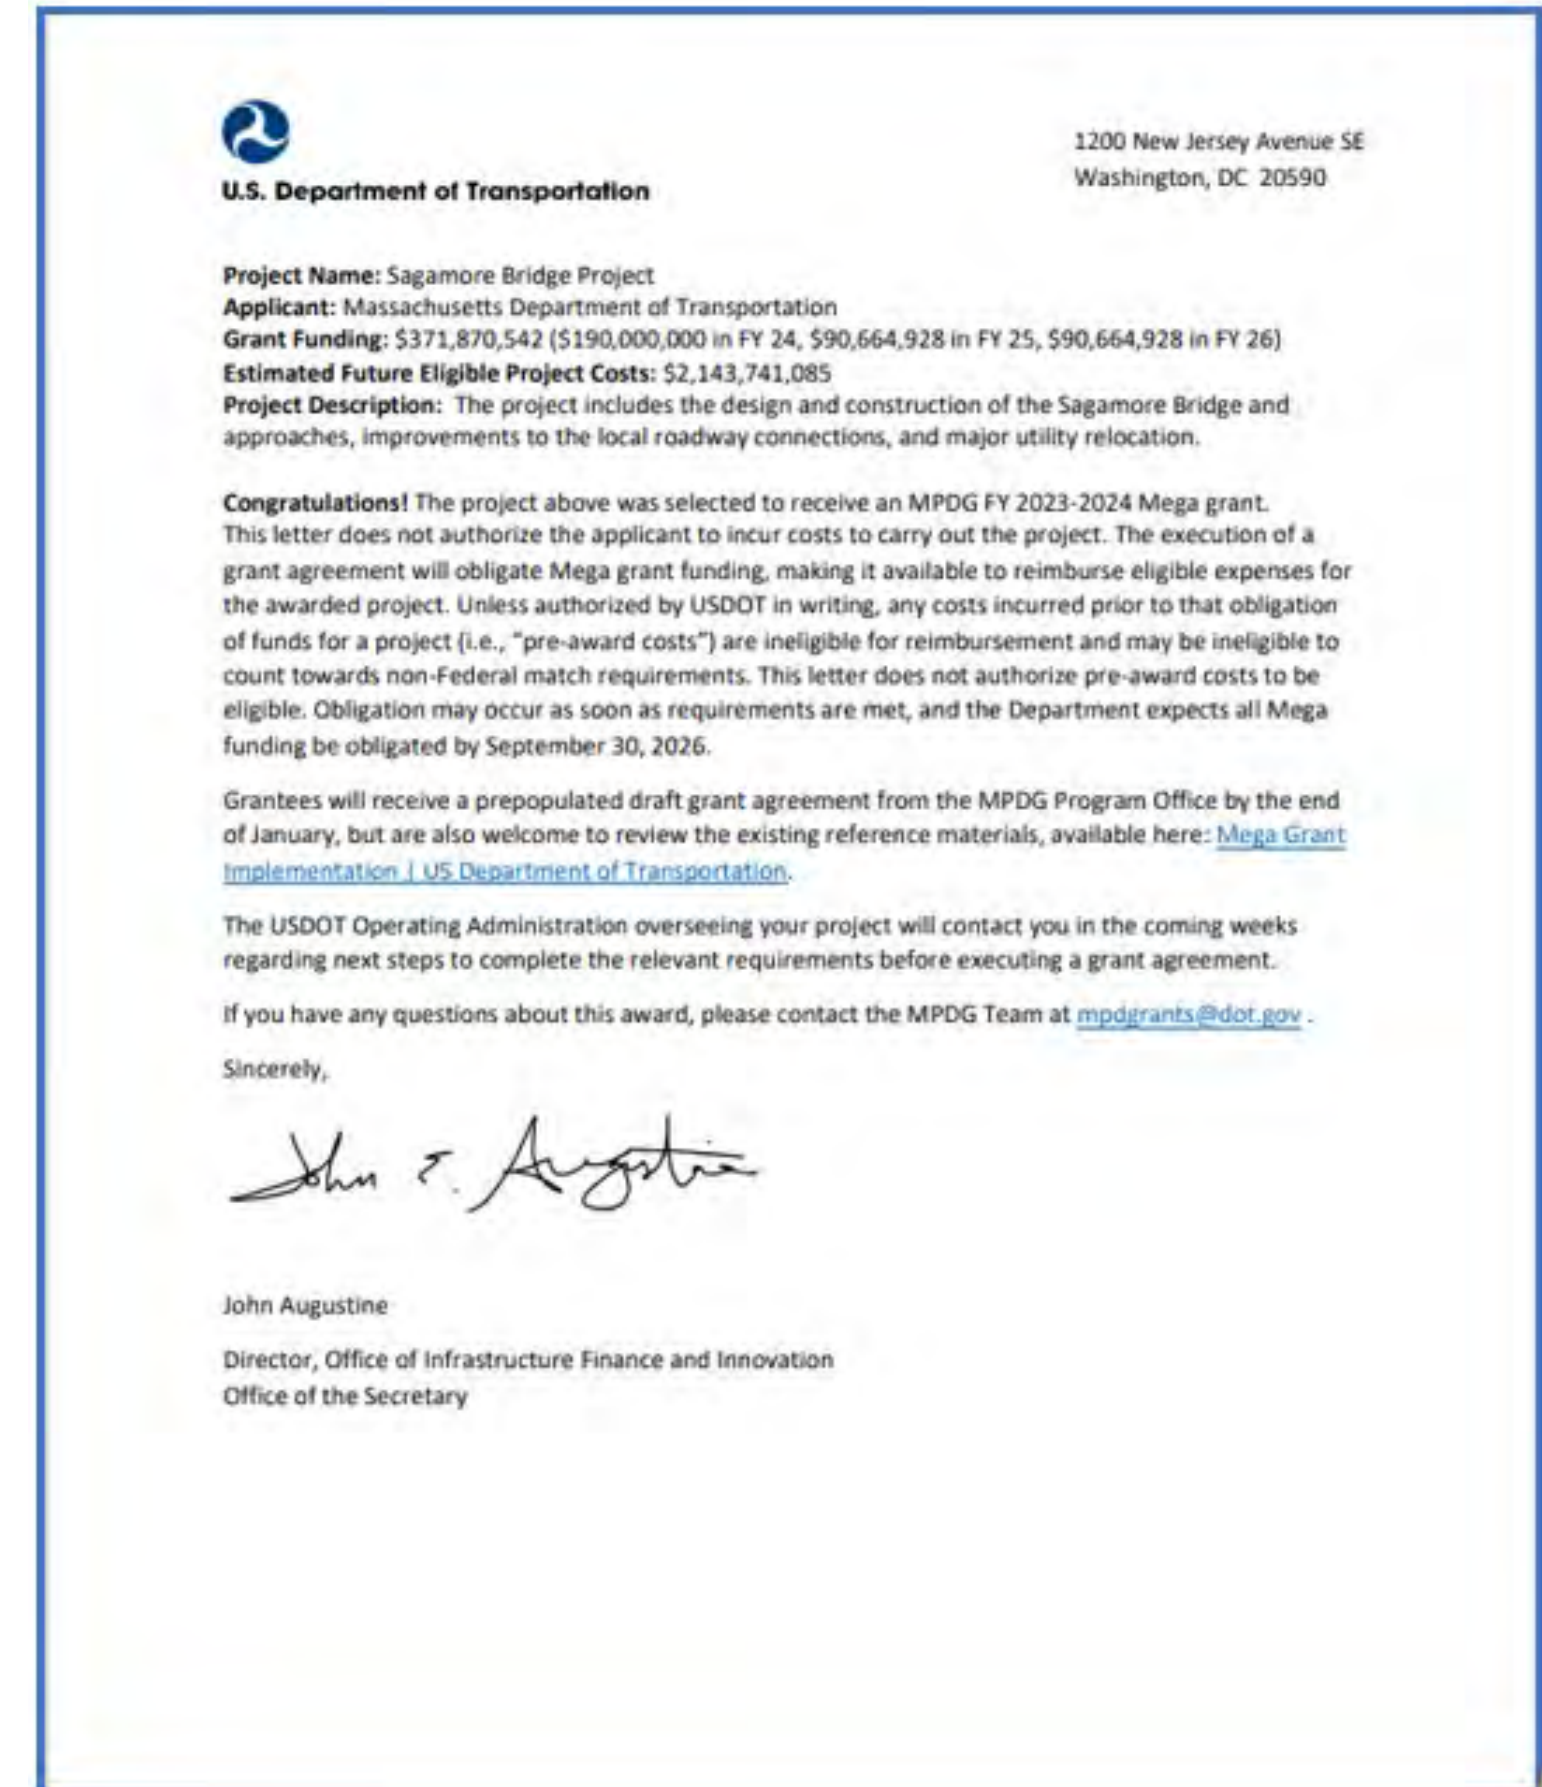 1200 New Jersey Avenue SE
Washington, DC 20590
U.S. Department of Transportation
Project Name: Sagamore Bridge Project
Applicant: Massachusetts Department of Transportation
Grant Funding: $371,870,542 ($190,000,000 in FY 24, $90,664,928 in FY 25, $90,664,928 in FY 26)
Estimated Future Eligible Project Costs: $2,143,741,085
Project Description: The project includes the design and construction of the Sagamore Bridge and
approaches, improvements to the local roadway connections, and major utility relocation.
Congratulations! The project above was selected to receive an MPDG FY 2023-2024 Mega grant.
This letter does not authorize the applicant to incur costs to carry out the project. The execution of a
grant agreement will obligate Mega grant funding, making it available to reimburse eligible expenses for
the awarded project. Unless authorized by USDOT in writing, any costs incurred prior to that obligation
of funds for a project (i.e., "pre-award costs") are ineligible for reimbursement and may be ineligible to
count towards non-Federal match requirements. This letter does not authorize pre-award costs to be
eligible. Obligation may occur as soon as requirements are met, and the Department expects all Mega
funding be obligated by September 30, 2026.
Grantees will receive a prepopulated draft grant agreement from the MPDG Program Office by the end
of January, but are also welcome to review the existing reference materials, available here: Mega Grant
Implementation | US Department of Transportation.
The USDOT Operating Administration overseeing your project will contact you in the coming weeks
regarding next steps to complete the relevant requirements before executing a grant agreement.
If you have any questions about this award, please contact the MPDG Team at mpdgrants@dot.gov .
Sincerely,
John E. Augustine
John Augustine
Director, Office of Infrastructure Finance and Innovation
Office of the Secretary